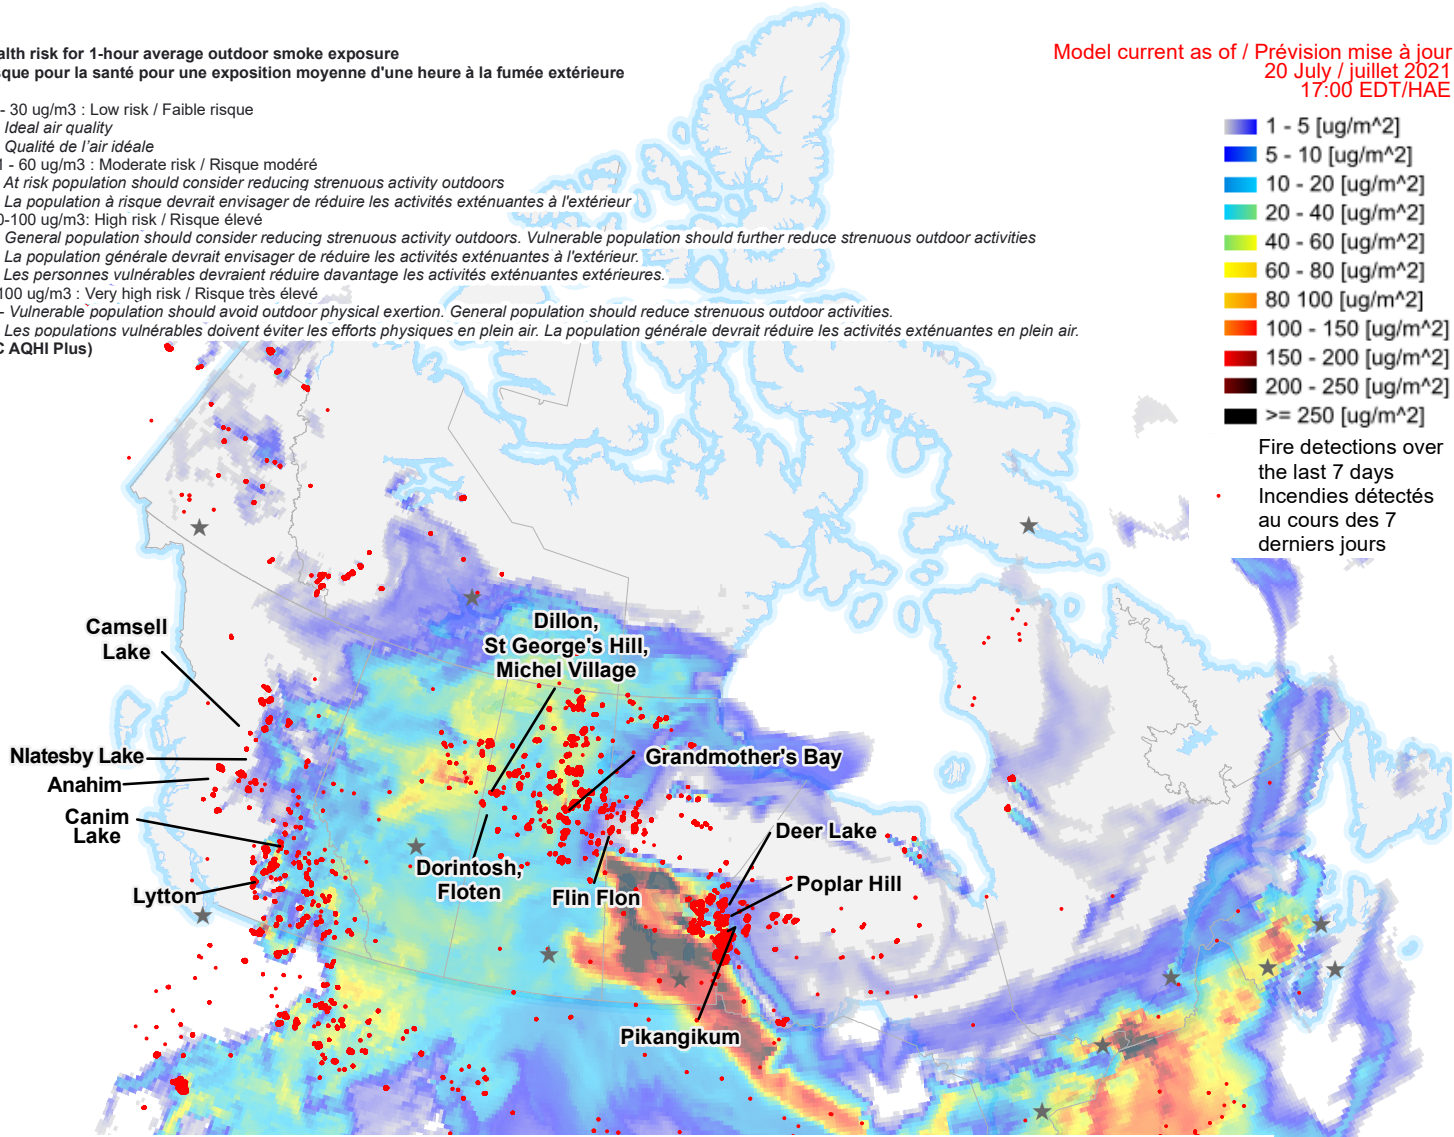 alth risk for 1-hour average outdoor smoke exposure
sque pour la santé pour une exposition moyenne d'une heure à la fumée extérieure
- 30 ug/m3 : Low risk / Faible risque
Ideal air quality
Qualité de l'air idéale
1 - 60 ug/m3 : Moderate risk / Risque modéré
At risk population should consider reducing strenuous activity outdoors
La population à risque devrait envisager de réduire les activités exténuantes à l'extérieur
0-100 ug/m3: High risk / Risque élevé
General population should consider reducing strenuous activity outdoors. Vulnerable population should further reduce strenuous outdoor activities
La population générale devrait envisager de réduire les activités exténuantes à l'extérieur.
Les personnes vulnérables devraient réduire davantage les activités exténuantes extérieures.
100 ug/m3 : Very high risk / Risque très élevé
- Vulnerable population should avoid outdoor physical exertion. General population should reduce strenuous outdoor activities.
Les populations vulnérables doivent éviter les efforts physiques en plein air. La population générale devrait réduire les activités exténuantes en plein air.
C AQHI Plus)
Model current as of / Prévision mise à jour
20 July / juillet 2021
17:00 EDT/HAE
1 - 5 [ug/m^2]
5 - 10 [ug/m^2]
10 - 20 [ug/m^2]
20 - 40 [ug/m^2]
40 - 60 [ug/m^2]
60 - 80 [ug/m^2]
80 100 [ug/m^2]
100 - 150 [ug/m^2]
150 - 200 [ug/m^2]
200 - 250 [ug/m^2]
>= 250 [ug/m^2]
Fire detections over
the last 7 days
Incendies détectés
au cours des 7
derniers jours
Camsell
Lake
Dillon,
St George's Hill,
Michel Village
Nlatesby Lake
Anahim
Grandmother's Bay
Canim
Lake
Deer Lake
Dorintosh,
Floten
Lytton
Flin Flon
Poplar Hill
Pikangikum